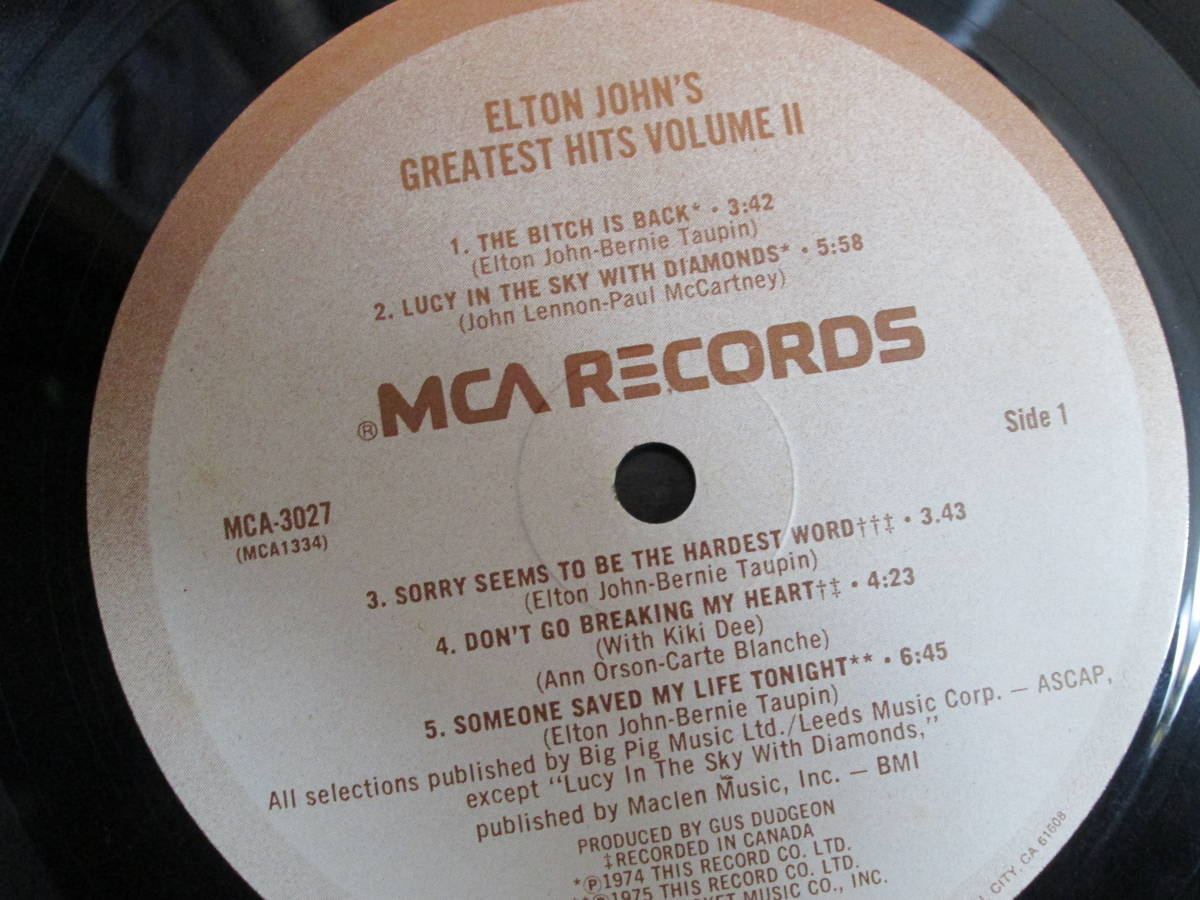 ELTON JOHN'S
GREATEST HITS VOLUME II
1. THE BITCH IS BACK* • 3:42
(Elton John-Bernie Taupin)
2. LUCY IN THE SKY WITH DIAMONDS* • 5:58
(John Lennon-Paul McCartney)
®MCA RECORDS
Side 1
MCA-3027
(MCA1334)
3. SORRY SEEMS TO BE THE HARDEST WORD††‡ • 3.43
(Elton John-Bernie Taupin)
4. DON'T GO BREAKING MY HEART†‡ • 4:23
(With Kiki Dee)
(Ann Orson-Carte Blanche)
5. SOMEONE SAVED MY LIFE TONIGHT** • 6:45
(Elton John-Bernie Taupin)
All selections published by Big Pig Music Ltd./Leeds Music Corp. — ASCAP,
except "Lucy In The Sky With Diamonds,"
published by Maclen Music, Inc. — BMI
PRODUCED BY GUS DUDGEON
‡RECORDED IN CANADA
*℗1974 THIS RECORD CO. LTD.
**℗1975 THIS RECORD CO. LTD.
MUSIC CO., INC.
CITY, CA 61608